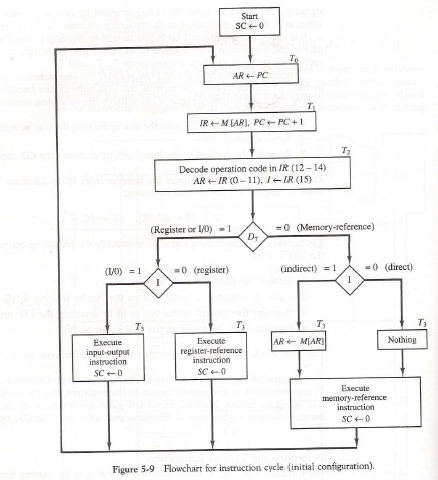 Start
SC ← 0
T0
AR ← PC
T1
IR ← M [AR], PC ← PC + 1
T2
Decode operation code in IR (12 – 14)
AR ← IR (0 – 11), I ← IR (15)
(Register or I/0) = 1
D7
= 0 (Memory-reference)
(I/0) = 1
I
= 0 (register)
(indirect) = 1
I
= 0 (direct)
T3
Execute
input-output
instruction
SC ← 0
T3
Execute
register-reference
instruction
SC ← 0
T3
AR ← M[AR]
T3
Nothing
Execute
memory-reference
instruction
SC ← 0
Figure 5-9 Flowchart for instruction cycle (initial configuration).